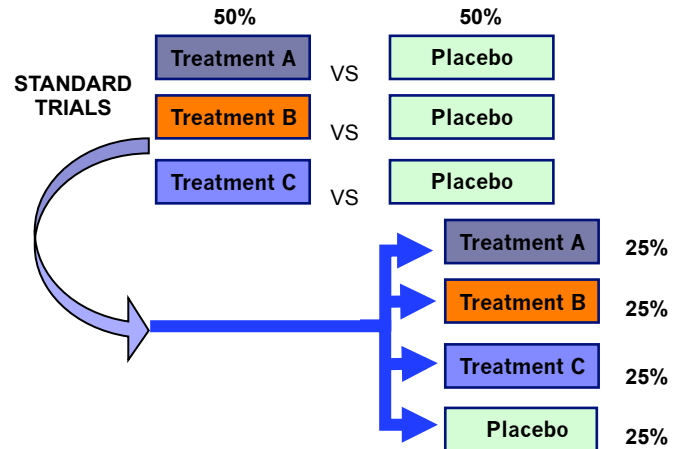 50% 50%
Treatment A VS Placebo
STANDARD
TRIALS
Treatment B VS Placebo
Treatment C VS Placebo
Treatment A 25%
Treatment B 25%
Treatment C 25%
Placebo 25%